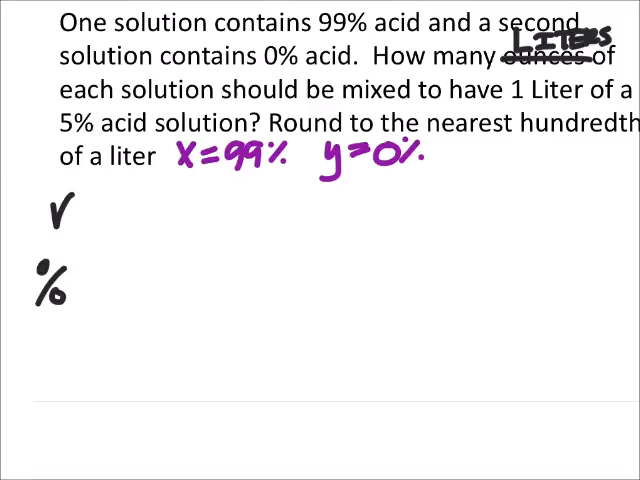 One solution contains 99% acid and a second
LITERS
solution contains 0% acid. How many ounces of
each solution should be mixed to have 1 Liter of a
5% acid solution? Round to the nearest hundredth
of a liter x=99% y=0%
V
%